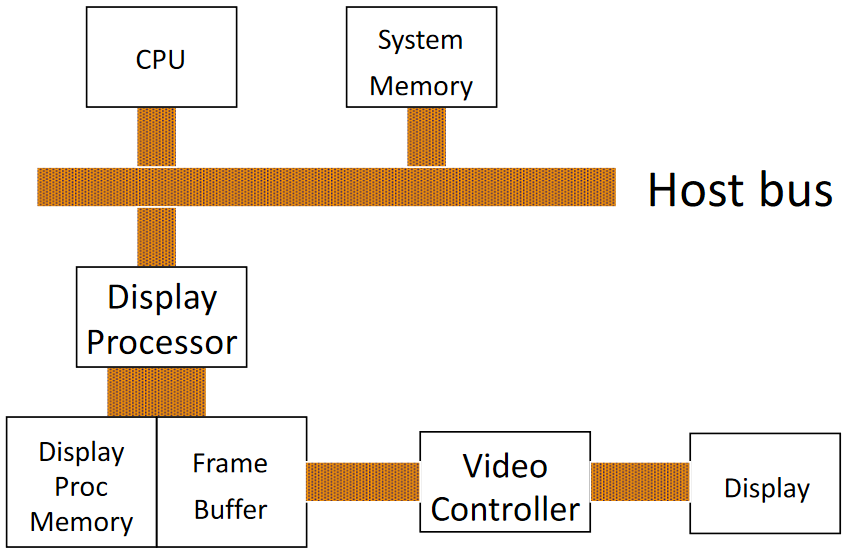 CPU
System
Memory
Host bus
Display
Processor
Display
Proc
Memory
Frame
Buffer
Video
Controller
Display